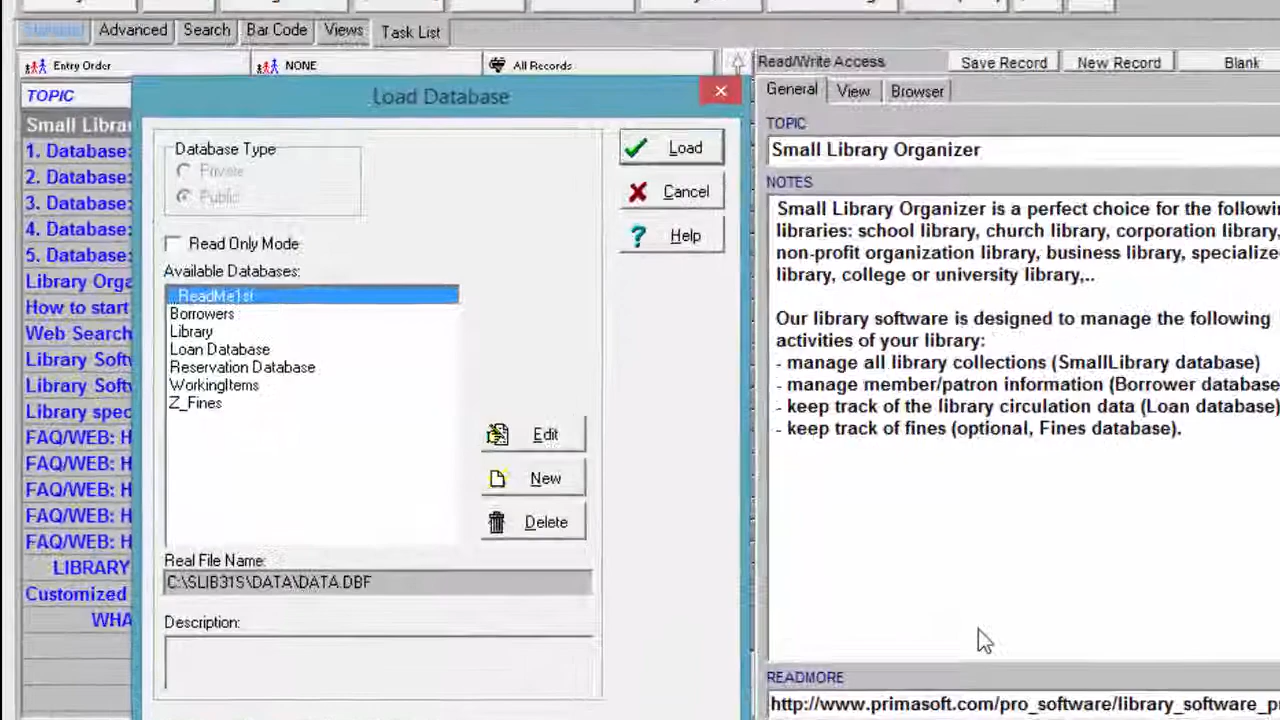 Standard Advanced Search Bar Code Views Task List
Entry Order NONE All Records
Read/Write Access Save Record New Record Blank
TOPIC
Small Librar
1. Database:
2. Database:
3. Database:
4. Database:
5. Database:
Library Orga
How to start
Web Search
Library Soft
Library Soft
Library spec
FAQ/WEB: H
FAQ/WEB: H
FAQ/WEB: H
FAQ/WEB: H
FAQ/WEB: H
LIBRARY
Customized
WHA
Load Database
Database Type
Private
Public
Read Only Mode
Available Databases:
_ReadMe1st
Borrowers
Library
Loan Database
Reservation Database
WorkingItems
Z_Fines
Load
Cancel
Help
Edit
New
Delete
Real File Name:
C:\SLIB31S\DATA\DATA.DBF
Description:
General View Browser
TOPIC
Small Library Organizer
NOTES
Small Library Organizer is a perfect choice for the followin
libraries: school library, church library, corporation library,
non-profit organization library, business library, specialize
library, college or university library,..
Our library software is designed to manage the following
activities of your library:
- manage all library collections (SmallLibrary database)
- manage member/patron information (Borrower database
- keep track of the library circulation data (Loan database)
- keep track of fines (optional, Fines database).
READMORE
http://www.primasoft.com/pro_software/library_software_p